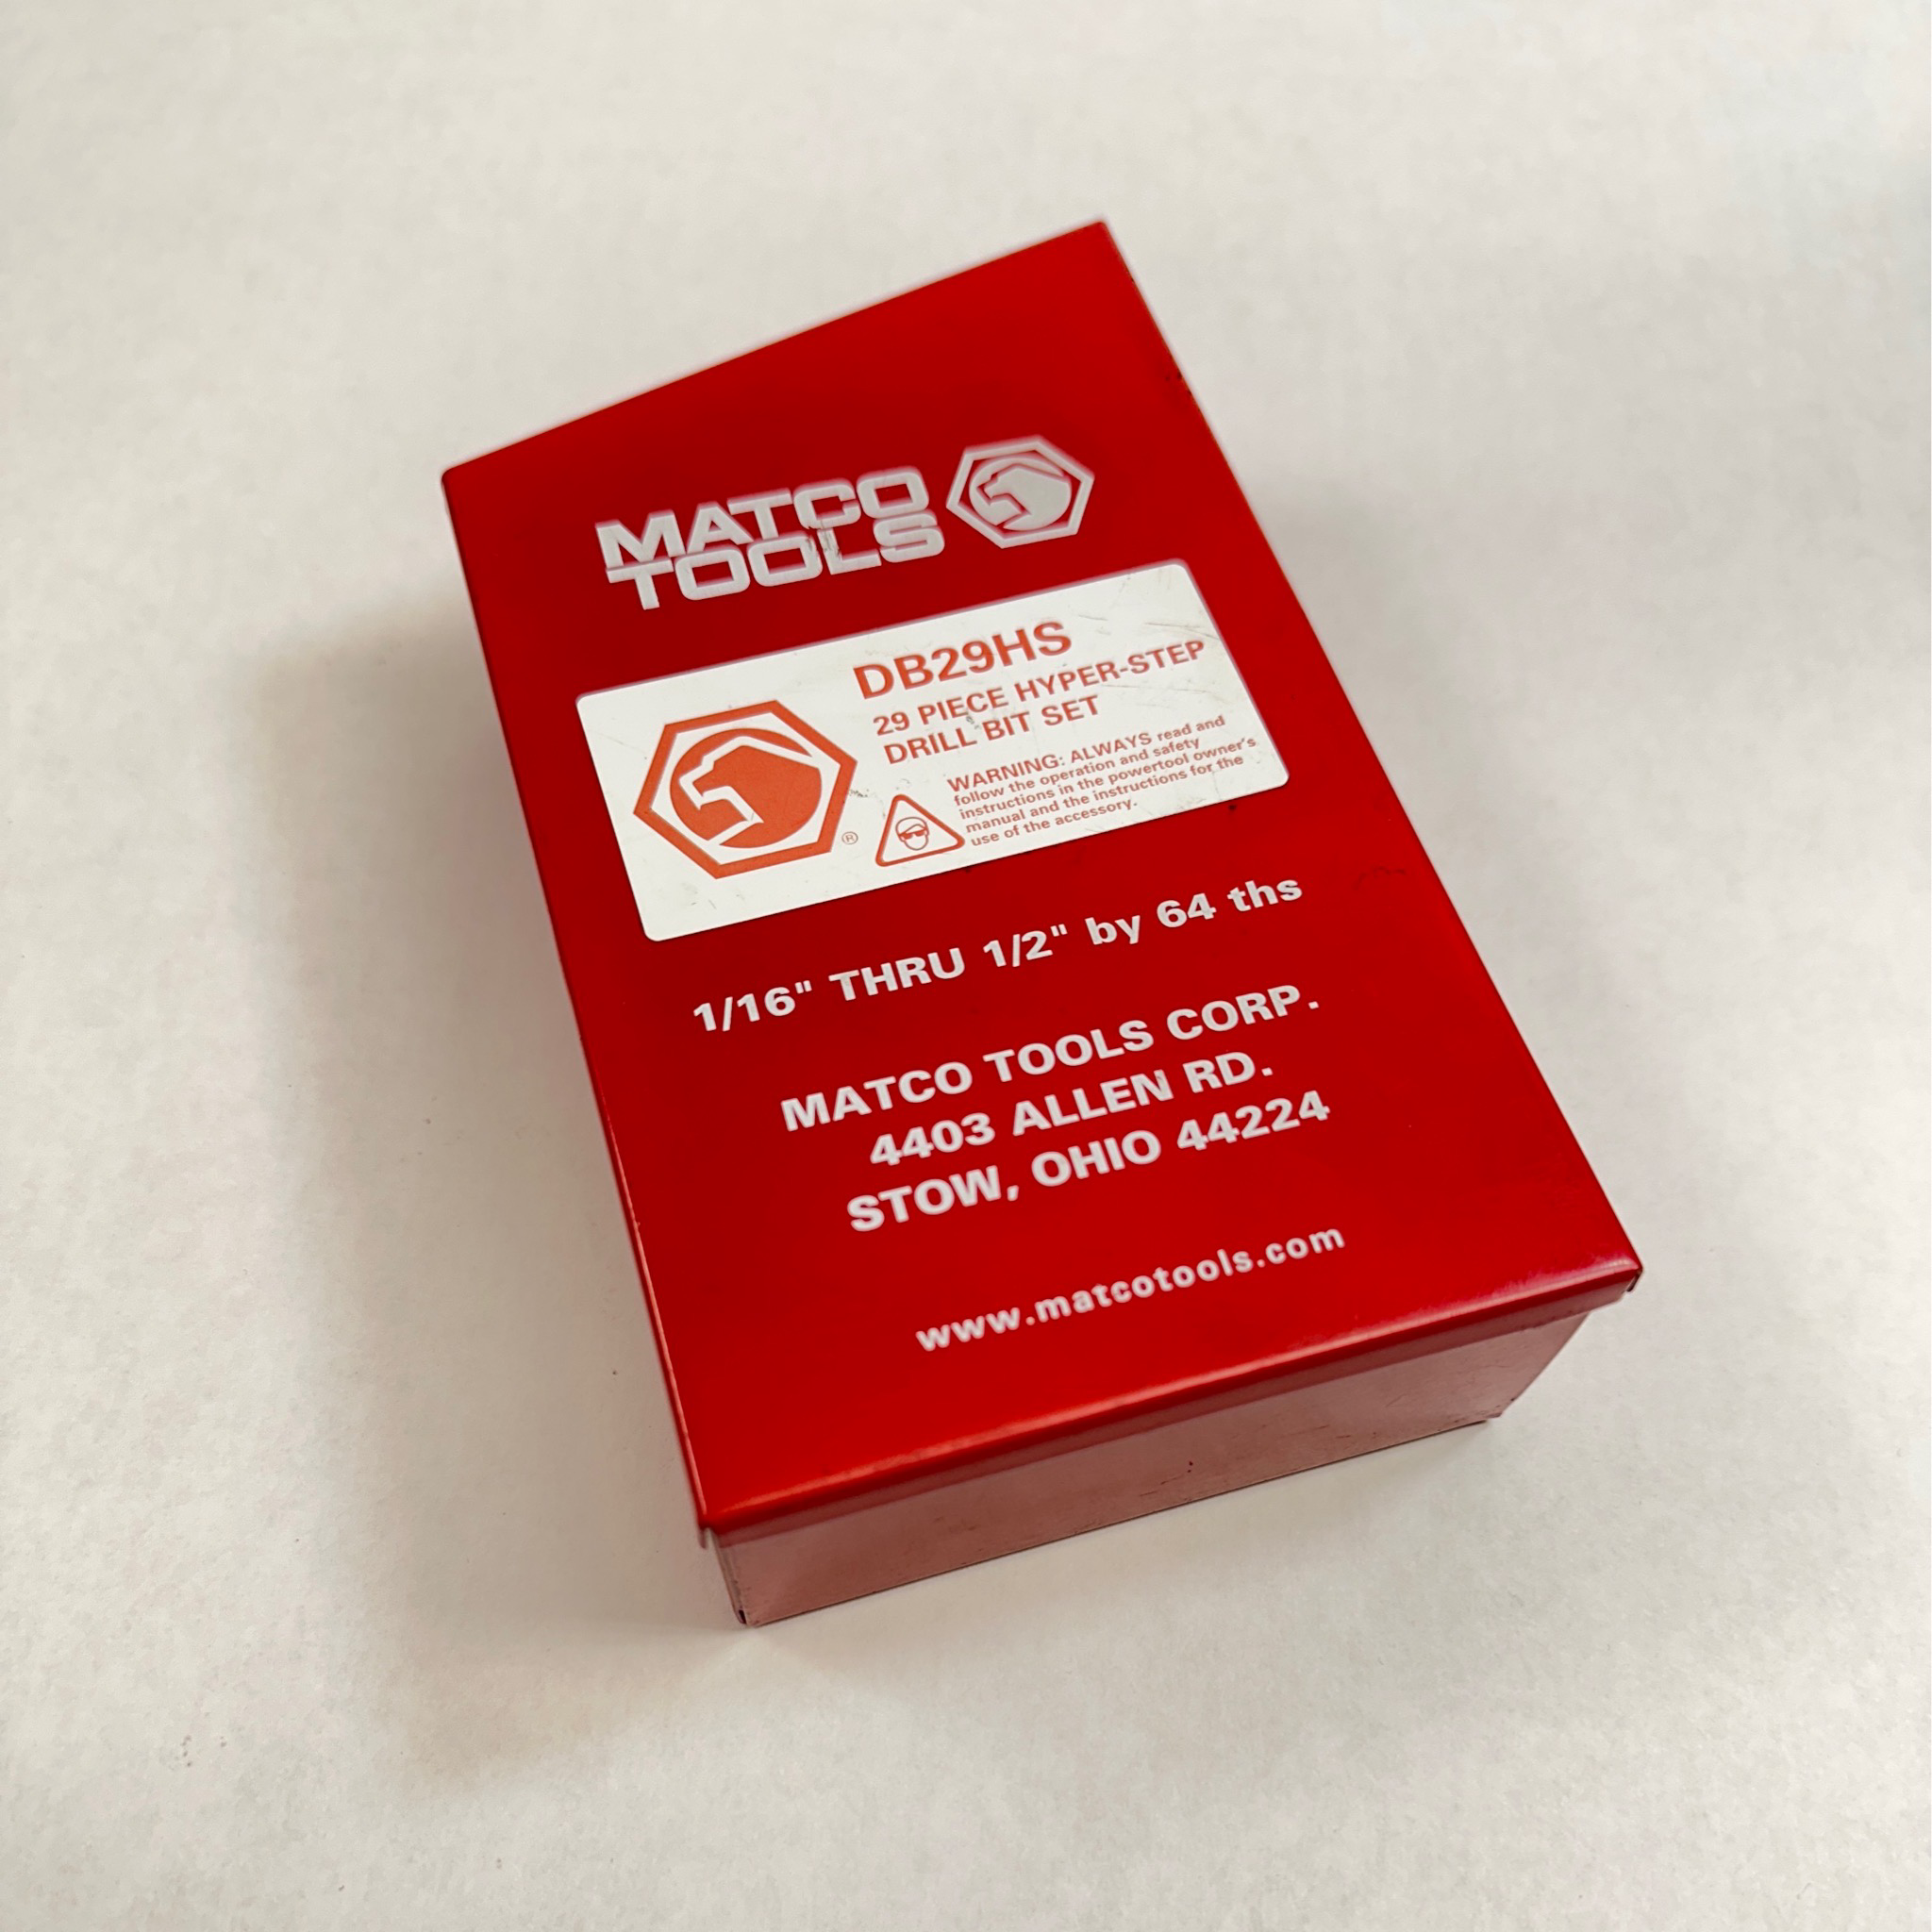 MATCO
TOOLS
DB29HS
29 PIECE HYPER-STEP
DRILL BIT SET
WARNING: ALWAYS read and
follow the operation and safety
instructions in the powertool owner's
manual and the instructions for the
use of the accessory.
®
1/16" THRU 1/2" by 64 ths
MATCO TOOLS CORP.
4403 ALLEN RD.
STOW, OHIO 44224
www.matcotools.com